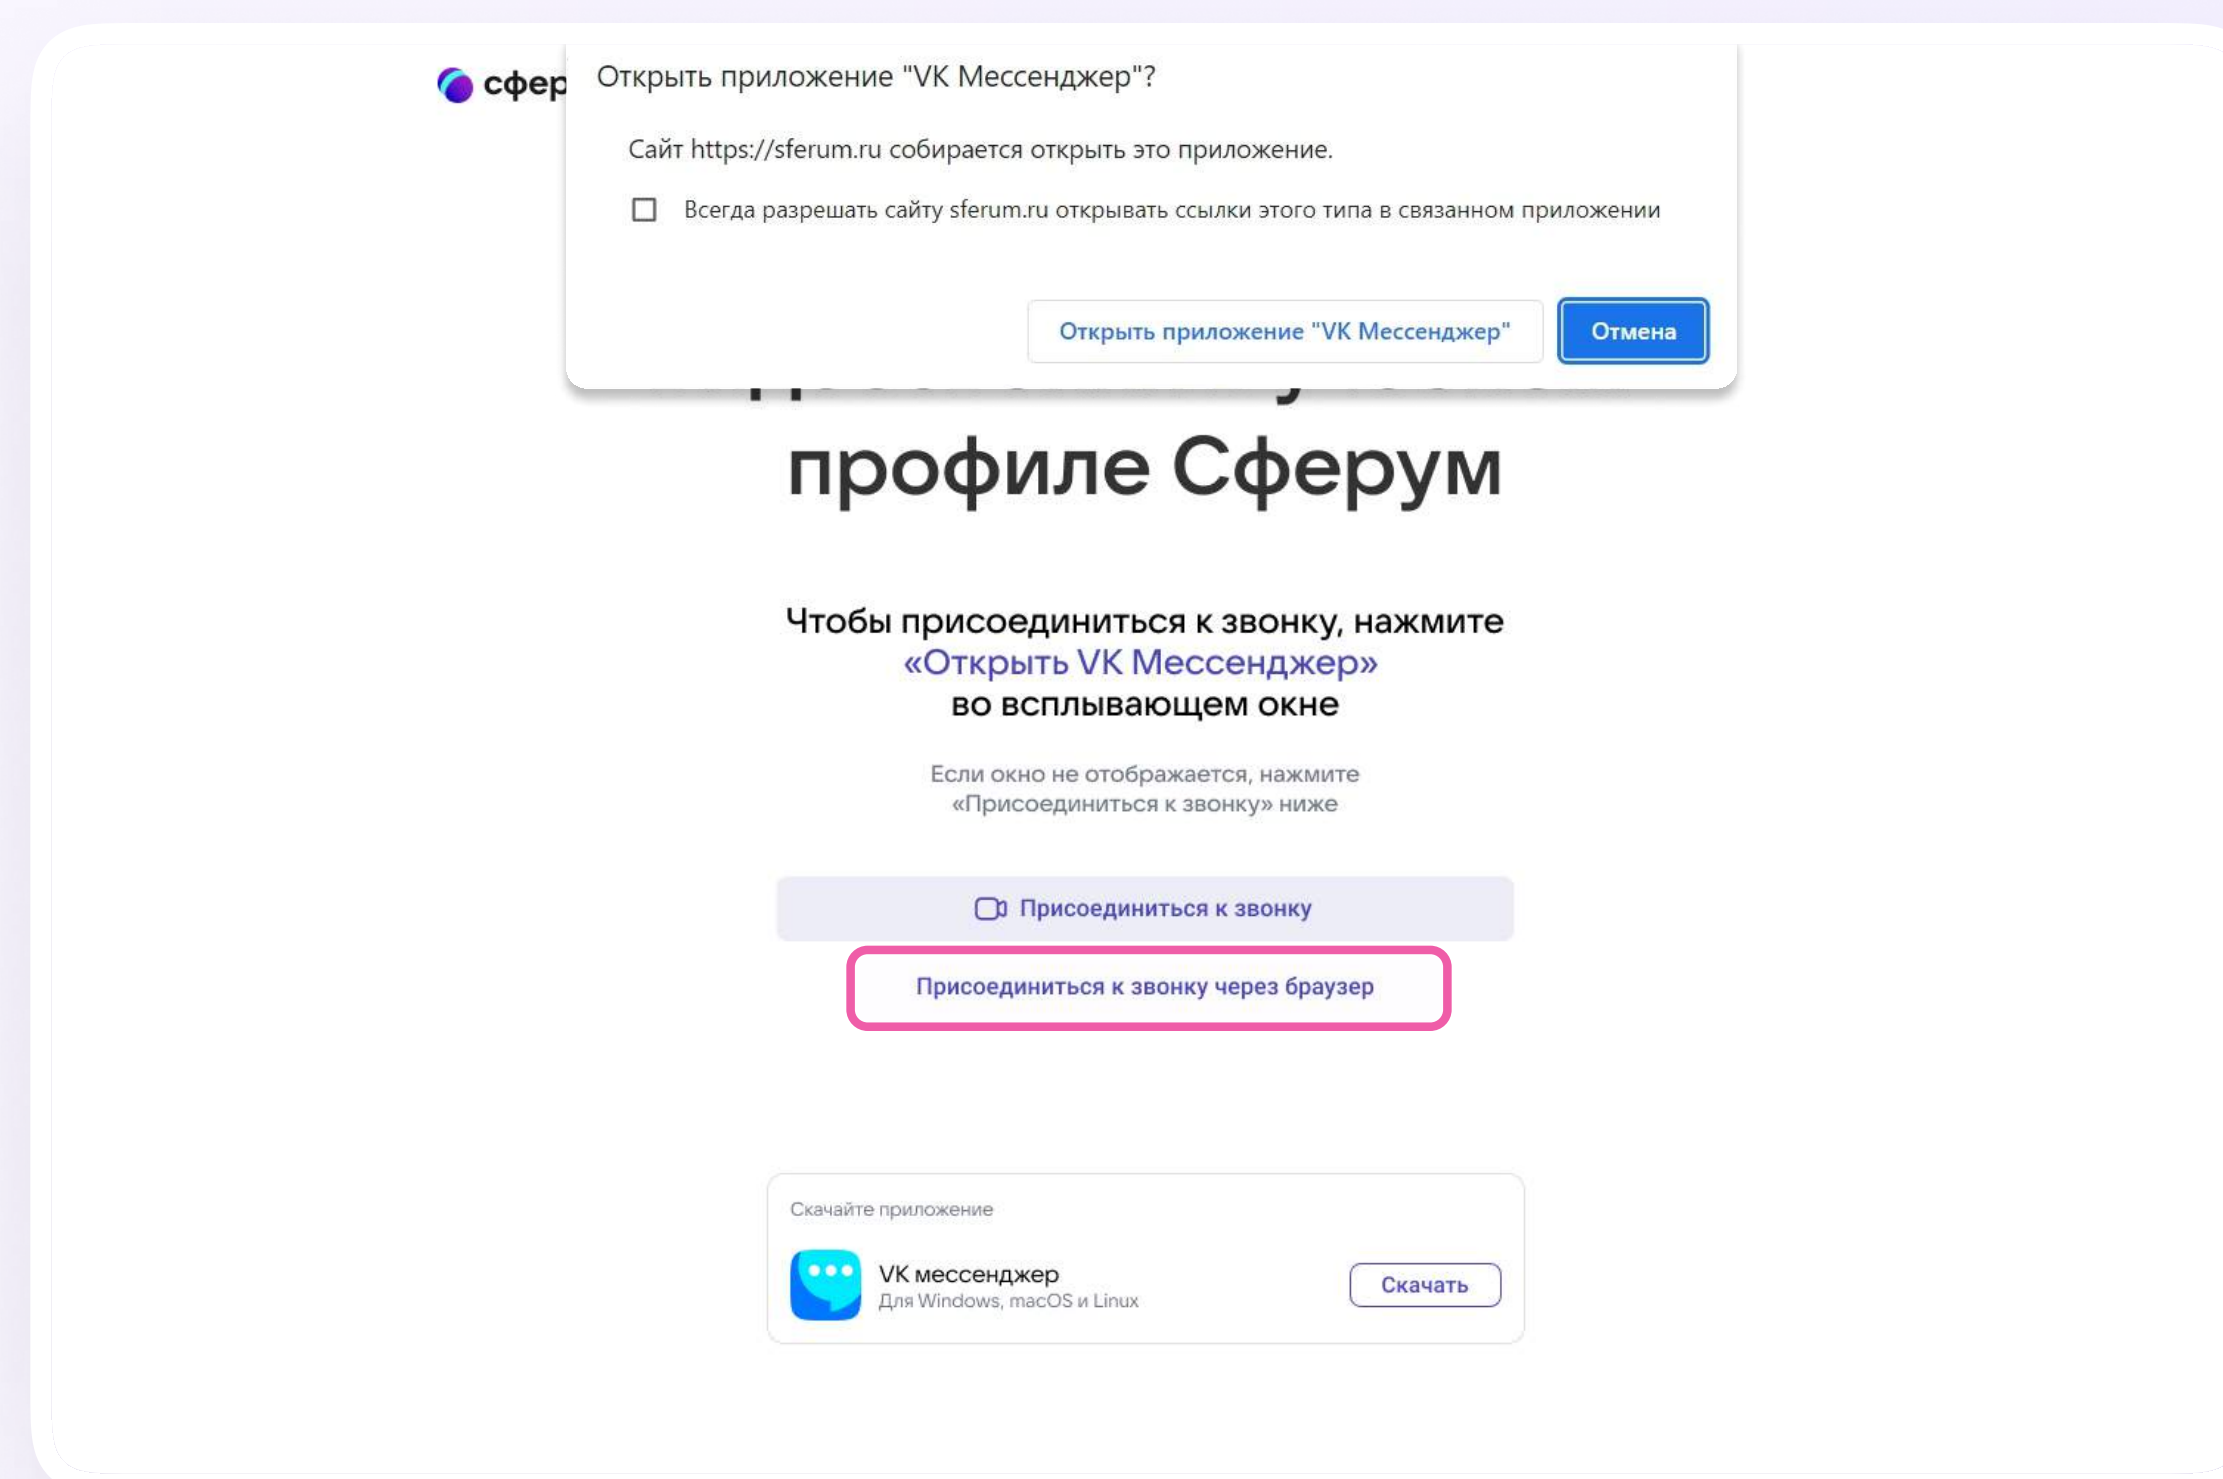 сфер
Открыть приложение "VK Мессенджер"?
Сайт https://sferum.ru собирается открыть это приложение.
Всегда разрешать сайту sferum.ru открывать ссылки этого типа в связанном приложении
Открыть приложение "VK Мессенджер"
Отмена
профиле Сферум
Чтобы присоединиться к звонку, нажмите
«Открыть VK Мессенджер»
во всплывающем окне
Если окно не отображается, нажмите
«Присоединиться к звонку» ниже
Присоединиться к звонку
Присоединиться к звонку через браузер
Скачайте приложение
VK мессенджер
Для Windows, macOS и Linux
Скачать